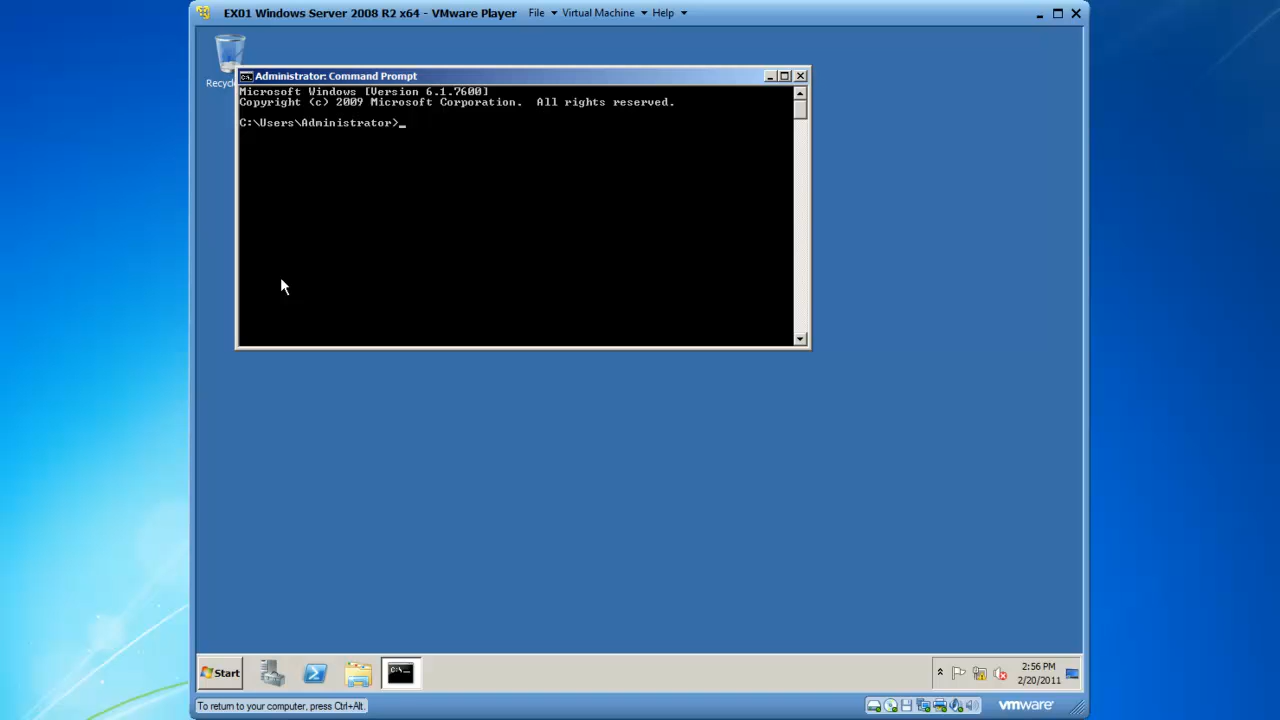 EX01 Windows Server 2008 R2 x64 - VMware Player File Virtual Machine Help
Administrator: Command Prompt
Microsoft Windows [Version 6.1.7600]
Copyright (c) 2009 Microsoft Corporation.  All rights reserved.
C:\Users\Administrator>_
Start
2:56 PM
2/20/2011
To return to your computer, press Ctrl+Alt.
vmware